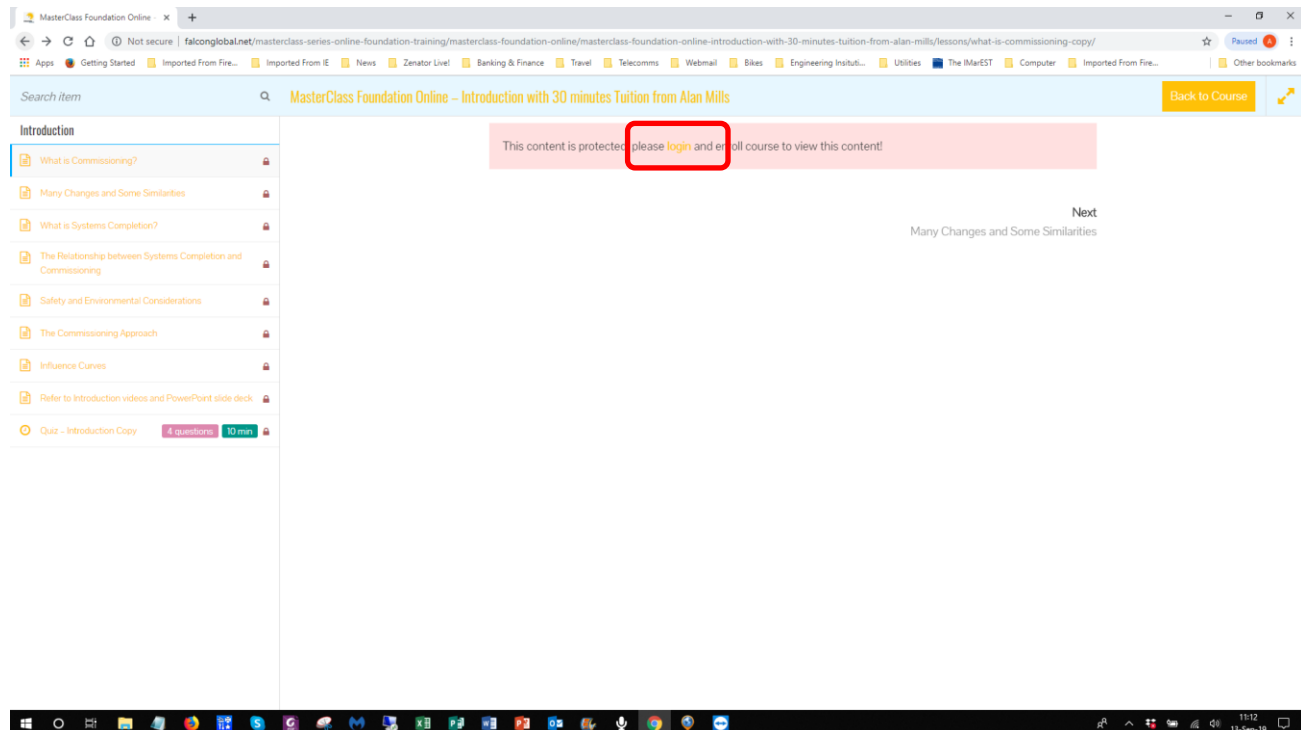 MasterClass Foundation Online -
Not secure | falconglobal.net/masterclass-series-online-foundation-training/masterclass-foundation-online/masterclass-foundation-online-introduction-with-30-minutes-tuition-from-alan-mills/lessons/what-is-commissioning-copy/
Paused A
Apps Getting Started Imported From Fire... Imported From IE News Zenator Live! Banking & Finance Travel Telecomms Webmail Bikes Engineering Insituti... Utilities The IMarEST Computer Imported From Fire... Other bookmarks
Search item
MasterClass Foundation Online – Introduction with 30 minutes Tuition from Alan Mills
Back to Course
Introduction
This content is protected, please login and enroll course to view this content!
What is Commissioning?
Many Changes and Some Similarities
What is Systems Completion?
The Relationship between Systems Completion and
Commissioning
Safety and Environmental Considerations
The Commissioning Approach
Influence Curves
Refer to Introduction videos and PowerPoint slide deck
Quiz – Introduction Copy 4 questions 10 min
Next
Many Changes and Some Similarities
11:12
13-Sep-19